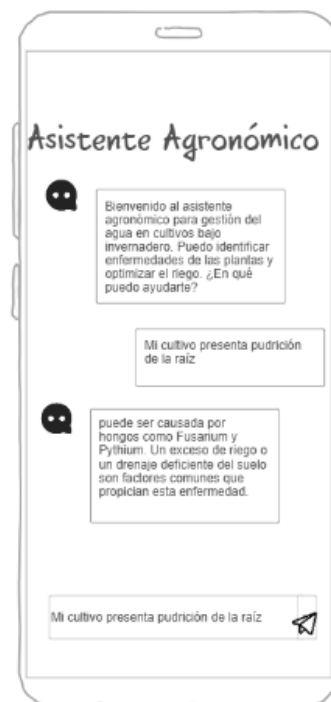 Asistente Agronómico
Bienvenido al asistente
agronómico para gestión del
agua en cultivos bajo
invernadero. Puedo identificar
enfermedades de las plantas y
optimizar el riego. ¿En qué
puedo ayudarte?
Mi cultivo presenta pudrición
de la raíz
puede ser causada por
hongos como Fusarium y
Pythium. Un exceso de riego o
un drenaje deficiente del suelo
son factores comunes que
propician esta enfermedad.
Mi cultivo presenta pudrición de la raíz